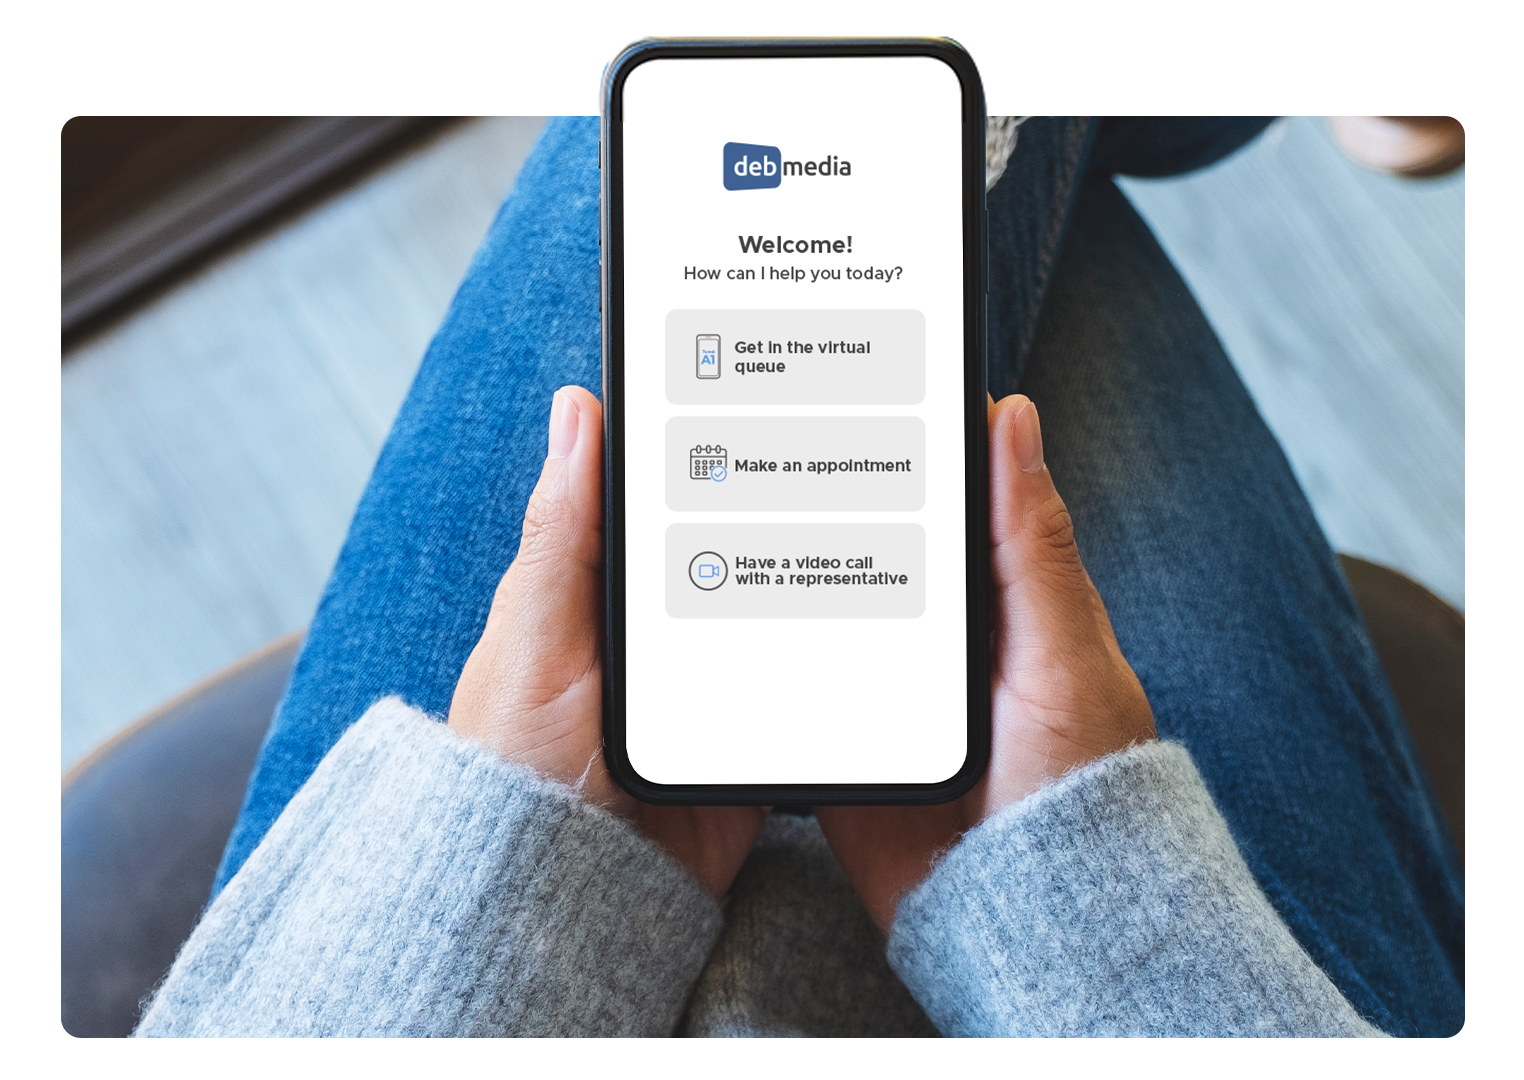 debmedia
Welcome!
How can I help you today?
A1
Get in the virtual
queue
Make an appointment
Have a video call
with a representative